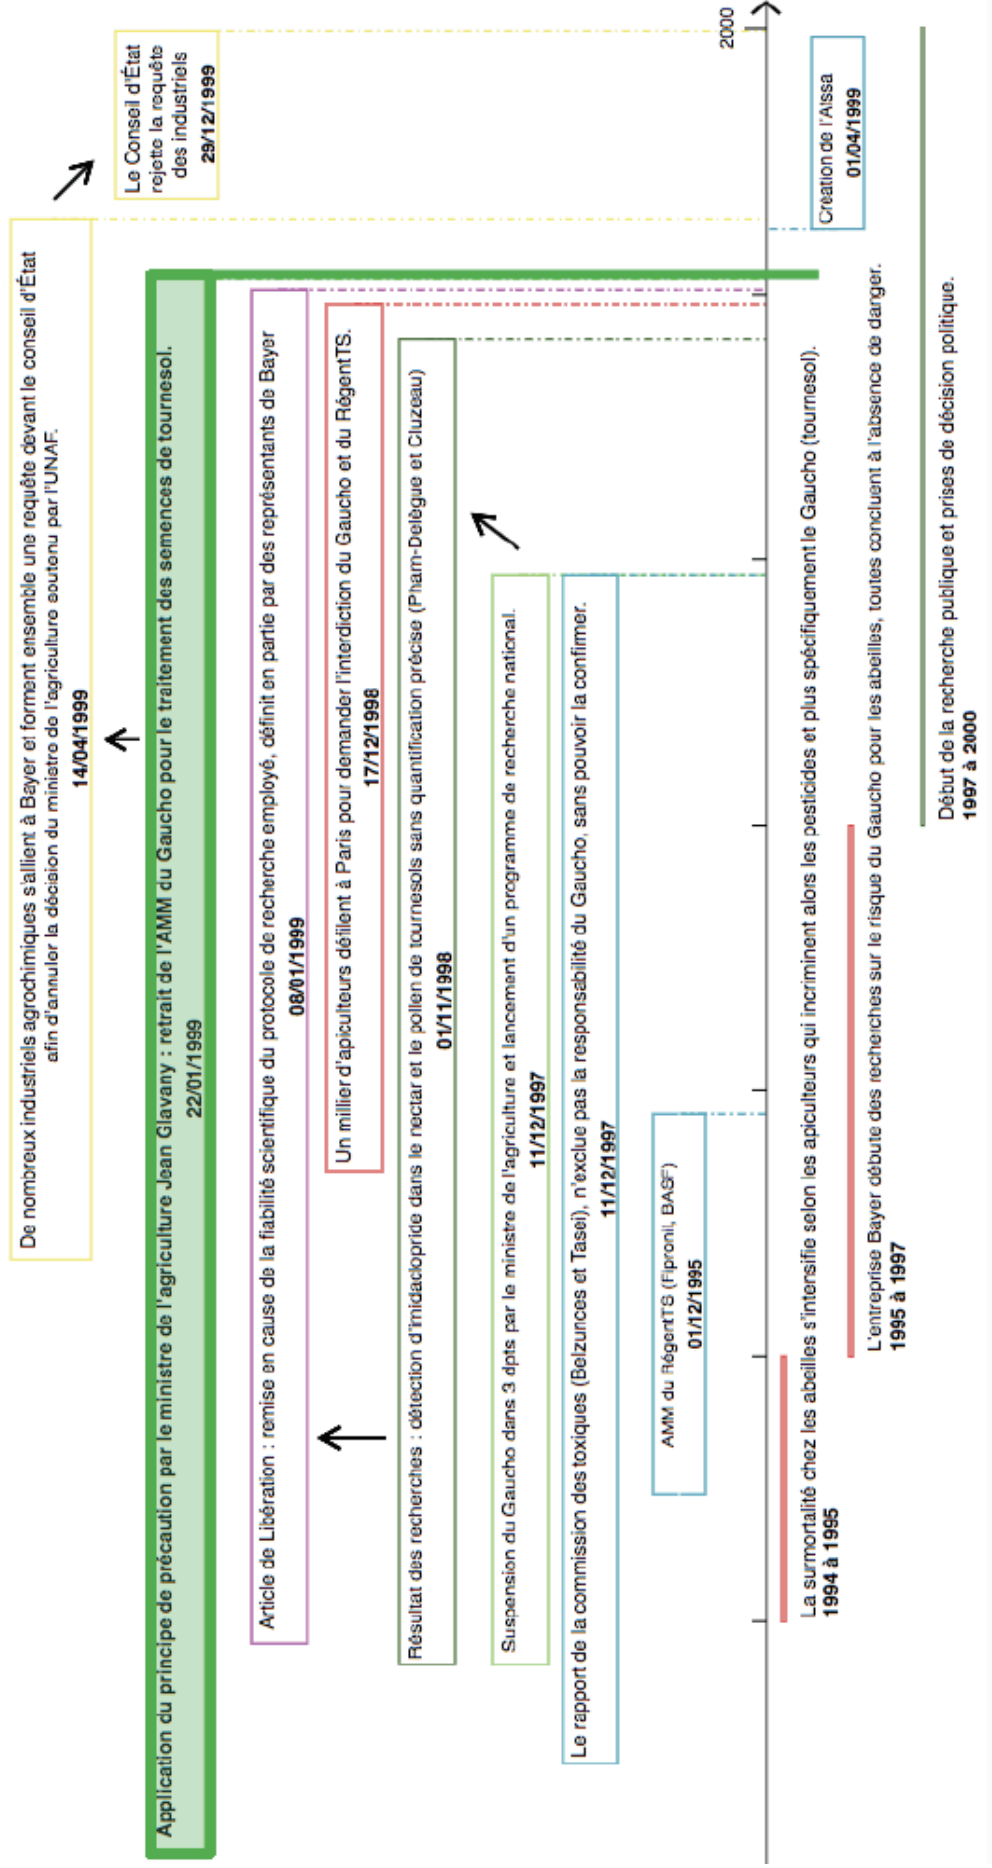 De nombreux industriels agrochimiques s'allient à Bayer et forment ensemble une requête devant le conseil d'État
afin d'annuler la décision du ministre de l'agriculture soutenu par l'UNAF.
14/04/1999
Le Conseil d'État
rejette la requête
des industriels
29/12/1999
Application du principe de précaution par le ministre de l'agriculture Jean Glavany : retrait de l'AMM du Gaucho pour le traitement des semences de tournesol.
22/01/1999
Article de Libération : remise en cause de la fiabilité scientifique du protocole de recherche employé, définit en partie par des représentants de Bayer
08/01/1999
Un millier d'apiculteurs défilent à Paris pour demander l'interdiction du Gaucho et du RégentTS.
17/12/1998
Résultat des recherches : détection d'imidaclopride dans le nectar et le pollen de tournesols sans quantification précise (Pham-Delègue et Cluzeau)
01/11/1998
Suspension du Gaucho dans 3 dpts par le ministre de l'agriculture et lancement d'un programme de recherche national.
11/12/1997
Le rapport de la commission des toxiques (Belzunces et Tasei), n'exclue pas la responsabilité du Gaucho, sans pouvoir la confirmer.
11/12/1997
AMM du RégentTS (Fipronil, BASF)
01/12/1995
2000
La surmortalité chez les abeilles s'intensifie selon les apiculteurs qui incriminent alors les pesticides et plus spécifiquement le Gaucho (tournesol).
1994 à 1995
Création de l'Aissa
01/04/1999
L'entreprise Bayer débute des recherches sur le risque du Gaucho pour les abeilles, toutes concluent à l'absence de danger.
1995 à 1997
Début de la recherche publique et prises de décision politique.
1997 à 2000